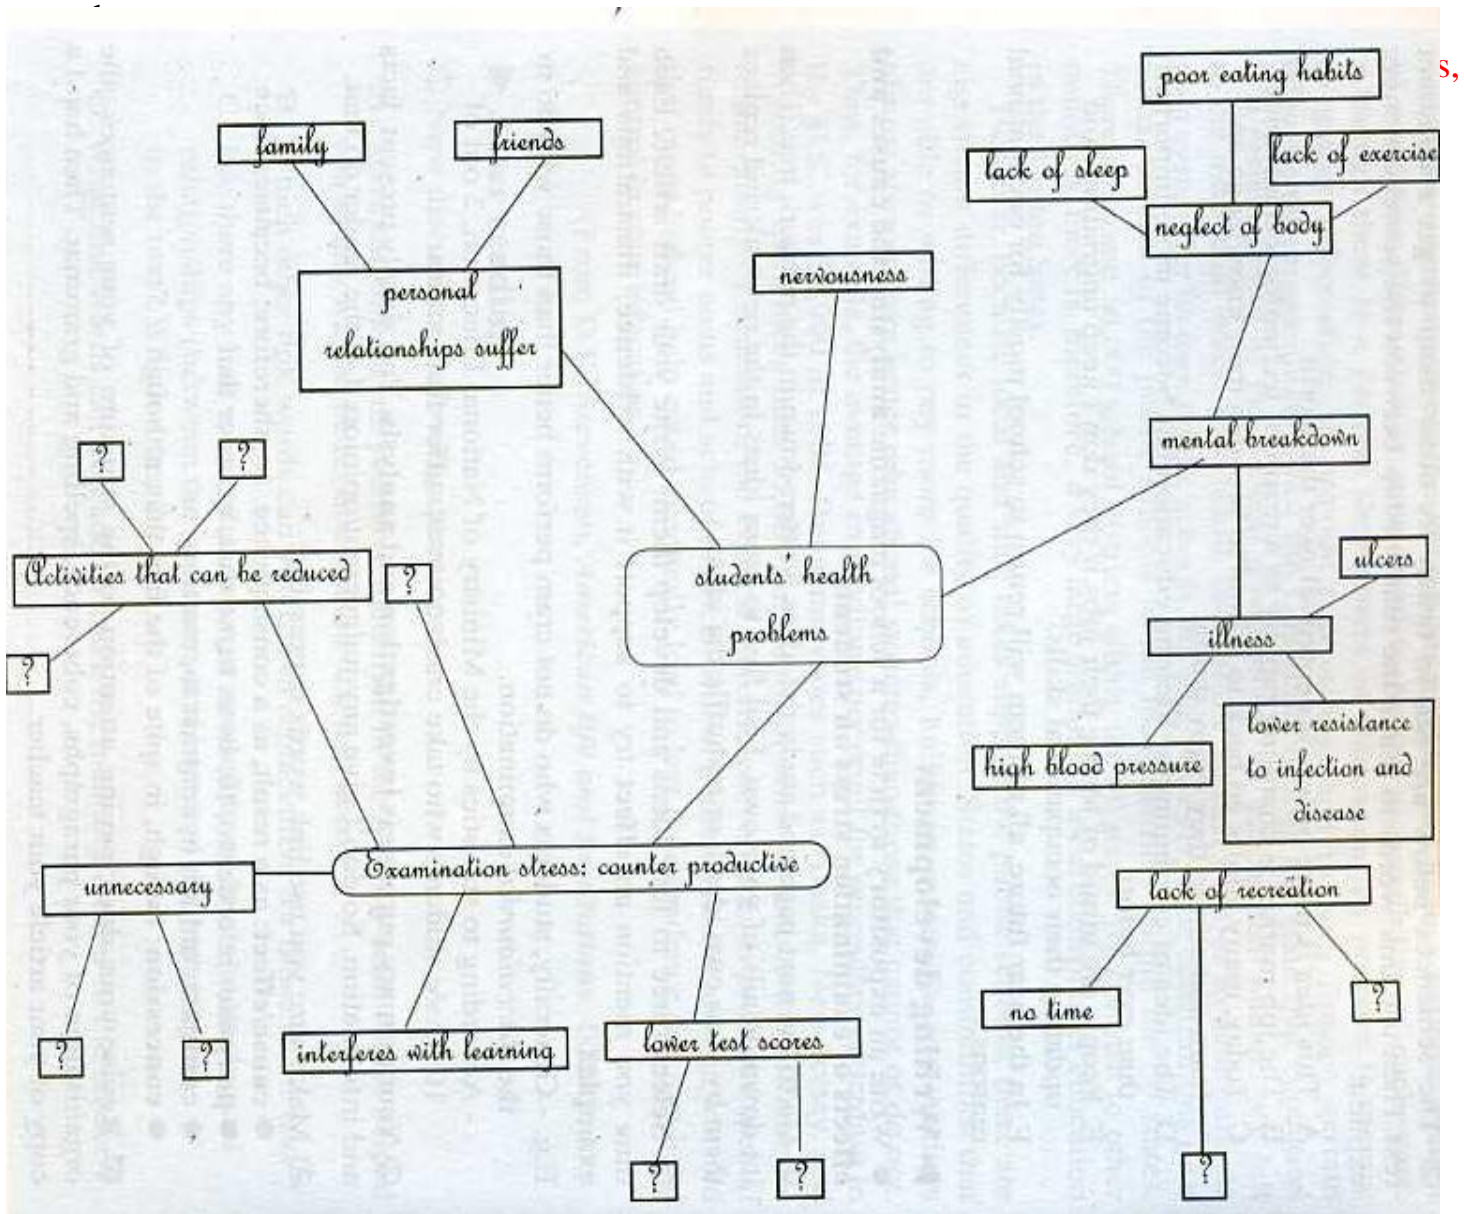 s,
poor eating habits
family
friends
lack of exercise
lack of sleep
neglect of body
nervousness
personal
relationships suffer
mental breakdown
?
?
Activities that can be reduced
?
students' health
problems
ulcers
illness
?
lower resistance
to infection and
disease
high blood pressure
Examination stress: counter productive
unnecessary
lack of recreation
no time
?
?
?
interferes with learning
lower test scores
?
?
?